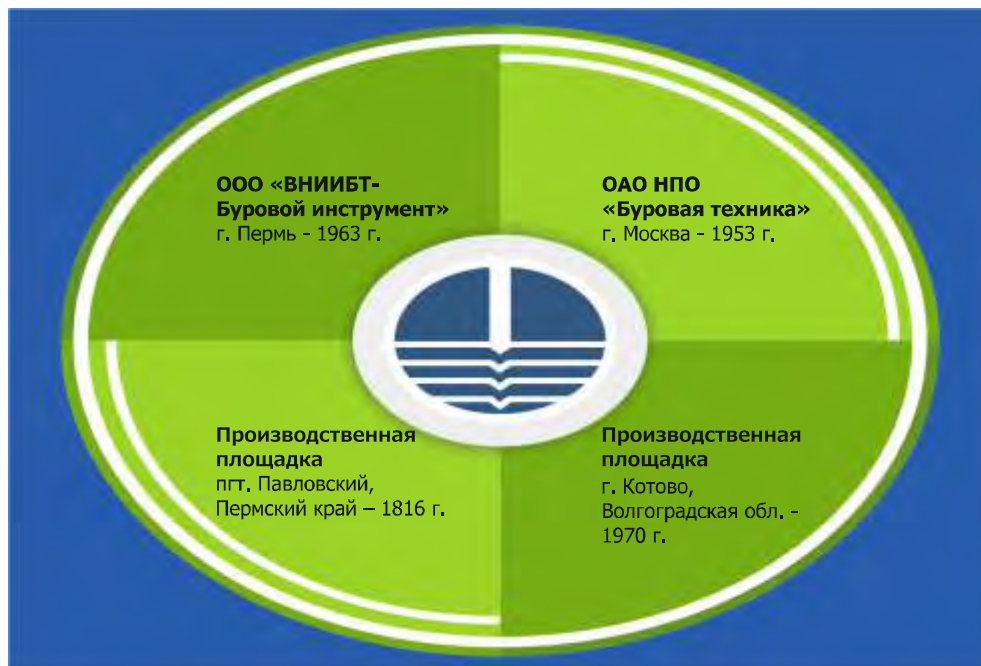 ООО «ВНИИБТ-
Буровой инструмент»
г. Пермь - 1963 г.
ОАО НПО
«Буровая техника»
г. Москва - 1953 г.
Производственная
площадка
пгт. Павловский,
Пермский край – 1816 г.
Производственная
площадка
г. Котово,
Волгоградская обл. -
1970 г.